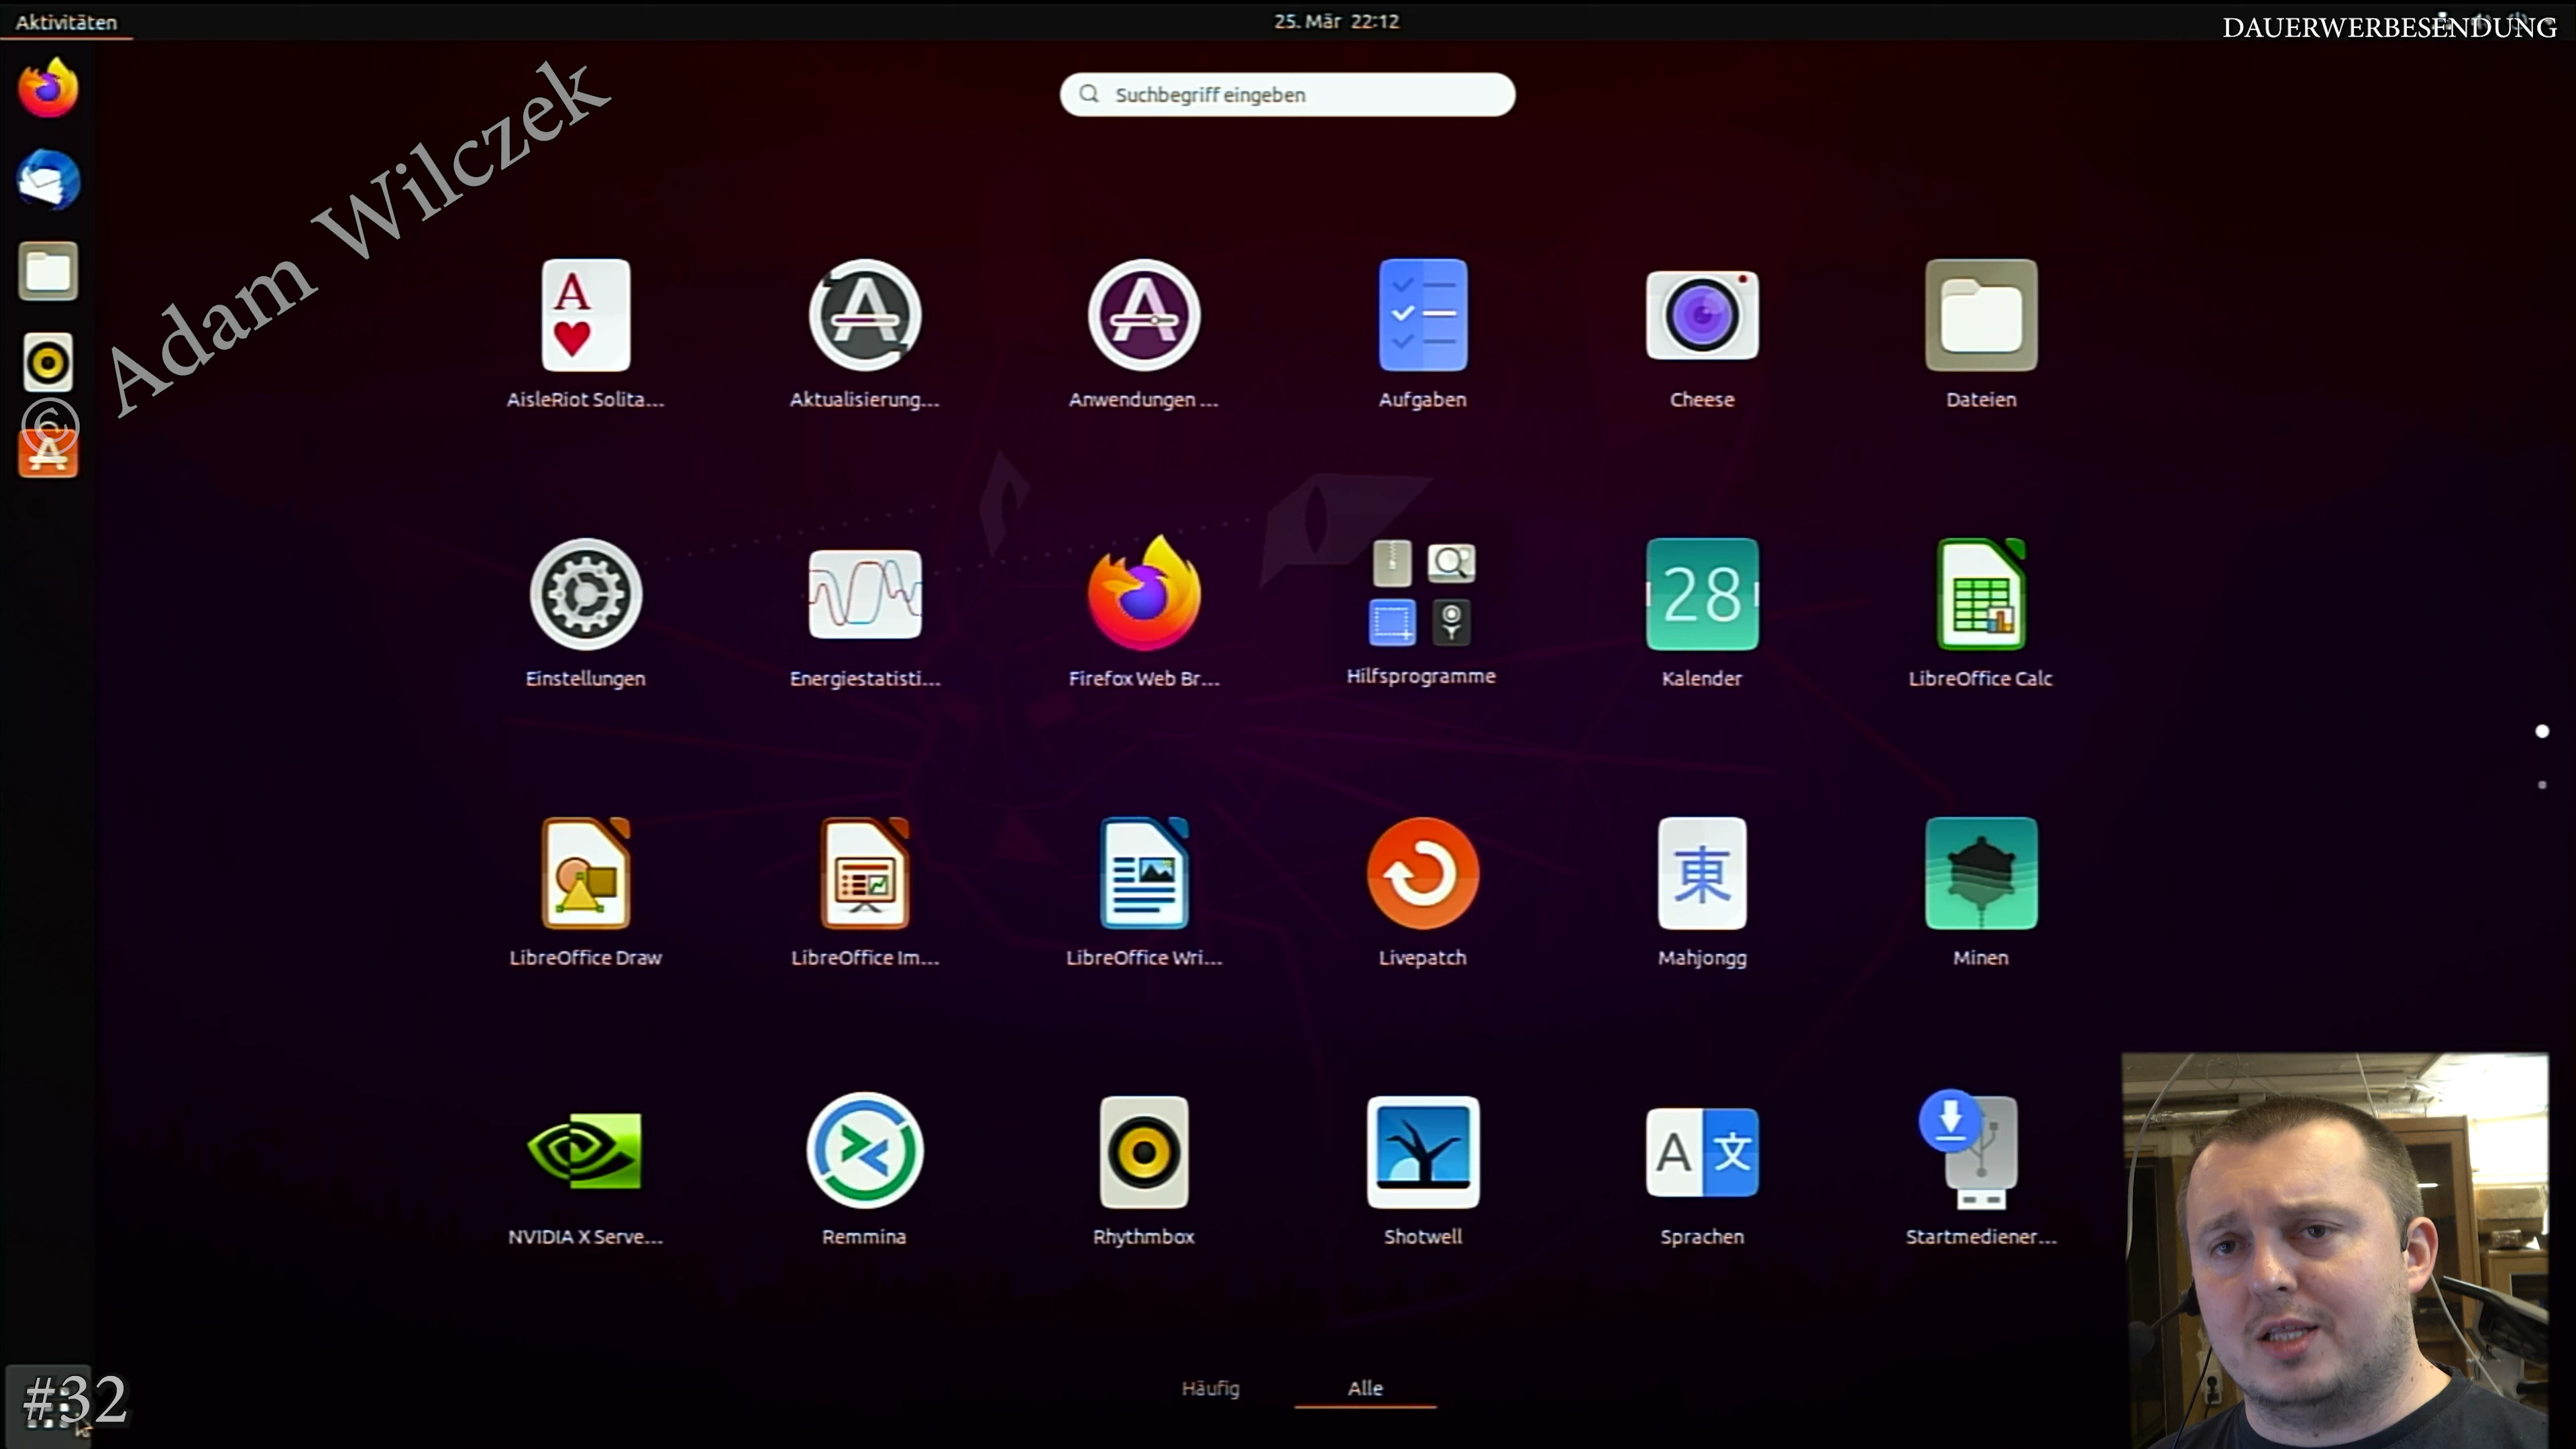 Aktivitäten
25. Mär 22:12
DAUERWERBESENDUNG
Suchbegriff eingeben
© Adam Wilczek
A
AisleRiot Solita...
Aktualisierung...
Anwendungen ...
Aufgaben
Cheese
Dateien
28
Einstellungen
Energiestatisti...
Firefox Web Br...
Hilfsprogramme
Kalender
LibreOffice Calc
東
LibreOffice Draw
LibreOffice Im...
LibreOffice Wri...
Livepatch
Mahjongg
Minen
A 文
NVIDIA X Serve...
Remmina
Rhythmbox
Shotwell
Sprachen
Startmediener...
Häufig
Alle
#32